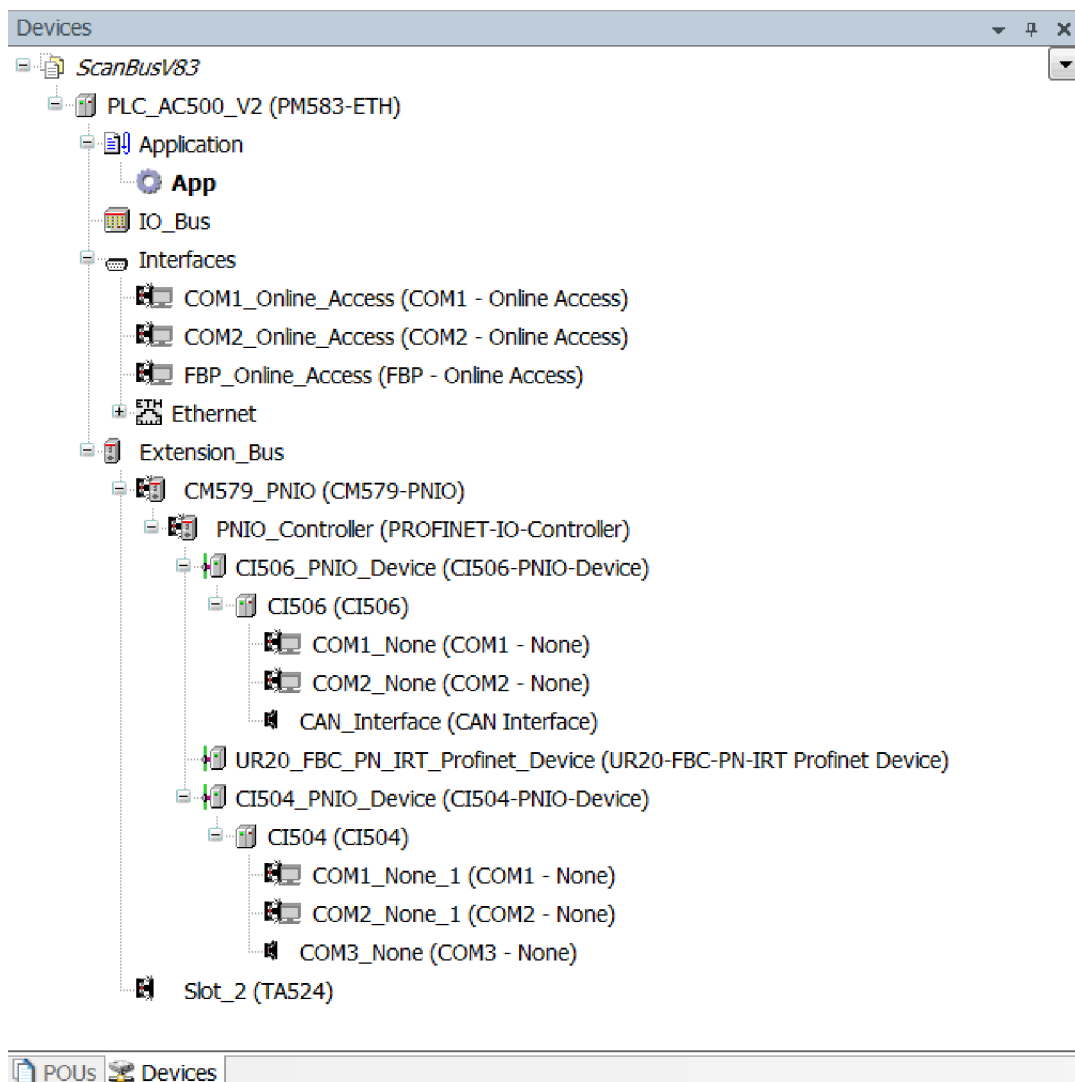 Devices
ScanBusV83
PLC_AC500_V2 (PM583-ETH)
Application
App
IO_Bus
Interfaces
COM1_Online_Access (COM1 - Online Access)
COM2_Online_Access (COM2 - Online Access)
FBP_Online_Access (FBP - Online Access)
ETH Ethernet
Extension_Bus
CM579_PNIO (CM579-PNIO)
PNIO_Controller (PROFINET-IO-Controller)
CI506_PNIO_Device (CI506-PNIO-Device)
CI506 (CI506)
COM1_None (COM1 - None)
COM2_None (COM2 - None)
CAN_Interface (CAN Interface)
UR20_FBC_PN_IRT_Profinet_Device (UR20-FBC-PN-IRT Profinet Device)
CI504_PNIO_Device (CI504-PNIO-Device)
CI504 (CI504)
COM1_None_1 (COM1 - None)
COM2_None_1 (COM2 - None)
COM3_None (COM3 - None)
Slot_2 (TA524)
POUs Devices